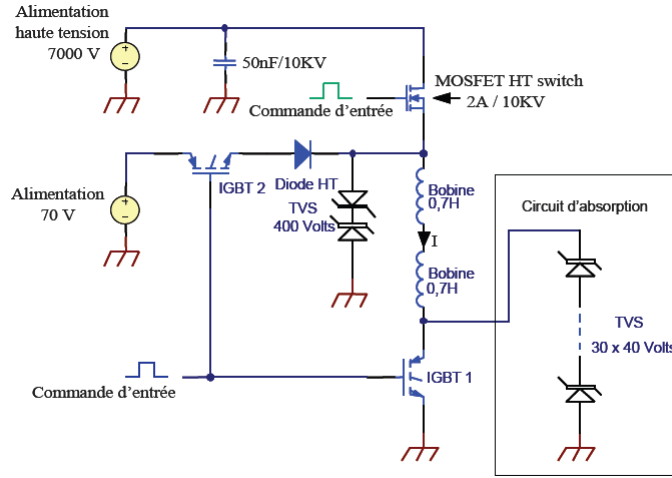 Alimentation
haute tension
7000 V
50nF/10KV
MOSFET HT switch
2A / 10KV
Commande d'entrée
IGBT 2
Diode HT
TVS
400 Volts
Bobine
0,7H
I
Bobine
0,7H
Alimentation
70 V
Circuit d'absorption
TVS
30 x 40 Volts
IGBT 1
Commande d'entrée